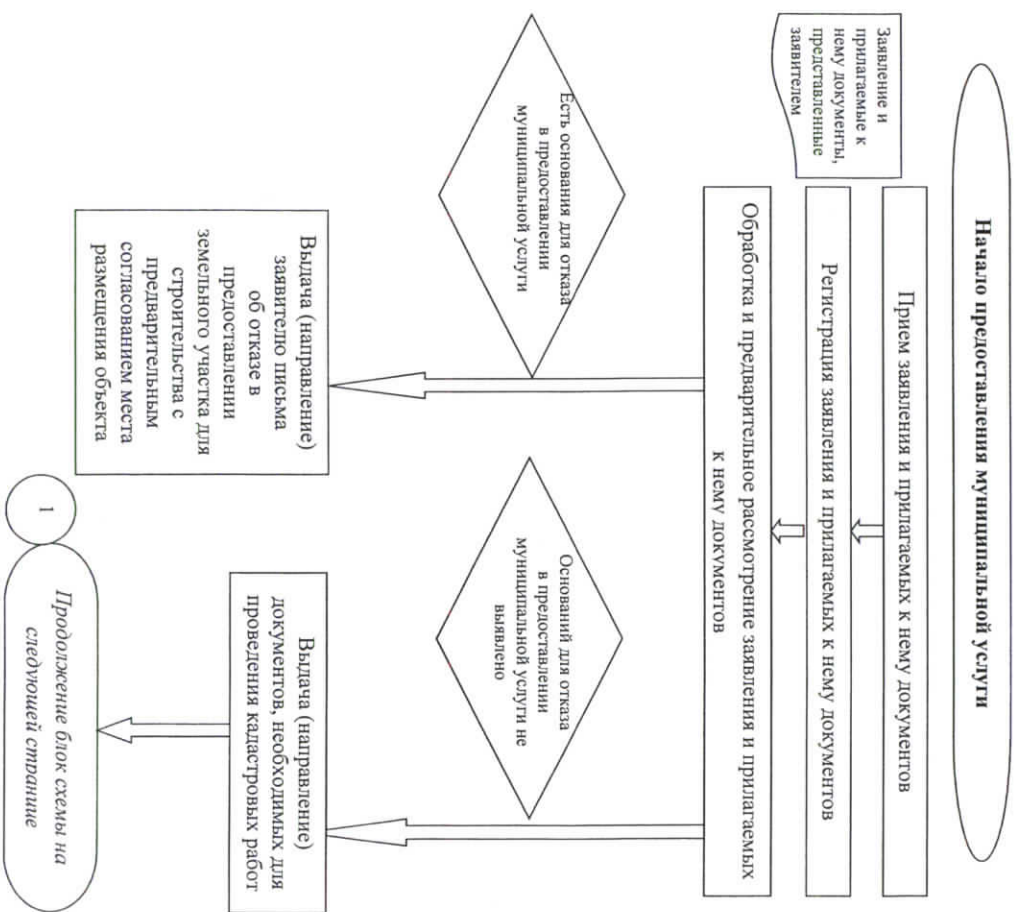 Начало предоставления муниципальной услуги
Заявление и
прилагаемые к
нему документы,
представленные
заявителем
Прием заявления и прилагаемых к нему документов
Регистрация заявления и прилагаемых к нему документов
Обработка и предварительное рассмотрение заявления и прилагаемых
к нему документов
Есть основания для отказа
в предоставлении
муниципальной услуги
Оснований для отказа
в предоставлении
муниципальной услуги не
выявлено
Выдача (направление)
заявителю письма
об отказе в
предоставлении
земельного участка для
строительства с
предварительным
согласованием места
размещения объекта
Выдача (направление)
документов, необходимых для
проведения кадастровых работ
1
Продолжение блок схемы на
следующей странице